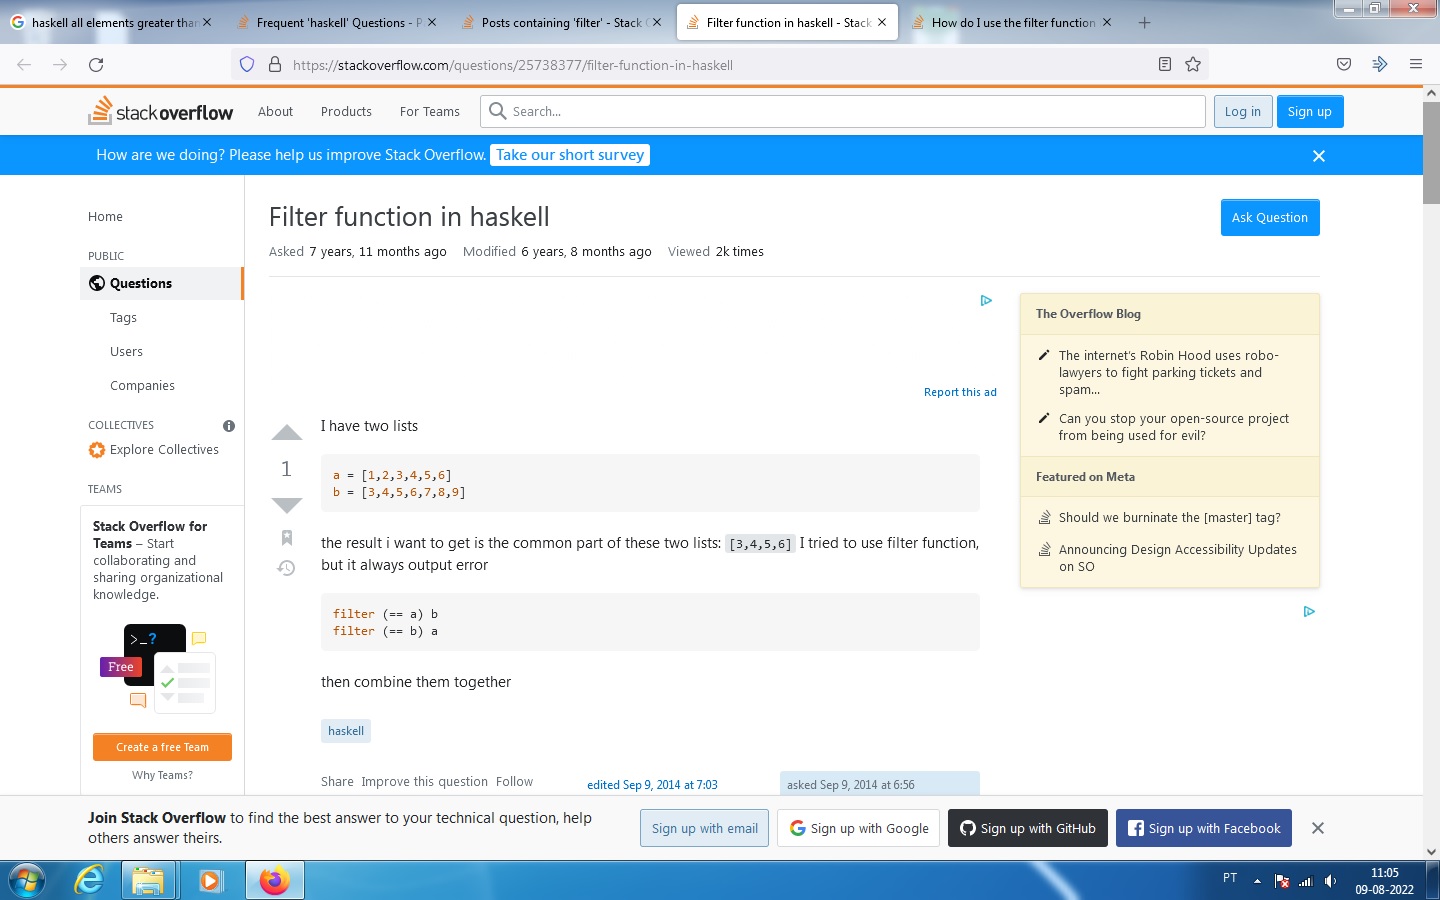 haskell all elements greater than
Frequent 'haskell' Questions - P
Posts containing 'filter' - Stack
Filter function in haskell - Stack
How do I use the filter function
https://stackoverflow.com/questions/25738377/filter-function-in-haskell
stackoverflow
About
Products
For Teams
Search...
Log in
Sign up
How are we doing? Please help us improve Stack Overflow. Take our short survey
Home
PUBLIC
Questions
Tags
Users
Companies
COLLECTIVES
Explore Collectives
TEAMS
Stack Overflow for
Teams – Start
collaborating and
sharing organizational
knowledge.
>_?
Free
Create a free Team
Why Teams?
Filter function in haskell
Ask Question
Asked 7 years, 11 months ago Modified 6 years, 8 months ago Viewed 2k times
Report this ad
1
I have two lists
a = [1,2,3,4,5,6]
b = [3,4,5,6,7,8,9]
the result i want to get is the common part of these two lists: [3,4,5,6] I tried to use filter function,
but it always output error
filter (== a) b
filter (== b) a
then combine them together
haskell
Share Improve this question Follow
edited Sep 9, 2014 at 7:03
asked Sep 9, 2014 at 6:56
The Overflow Blog
The internet's Robin Hood uses robo-
lawyers to fight parking tickets and
spam...
Can you stop your open-source project
from being used for evil?
Featured on Meta
Should we burninate the [master] tag?
Announcing Design Accessibility Updates
on SO
Join Stack Overflow to find the best answer to your technical question, help
others answer theirs.
Sign up with email
Sign up with Google
Sign up with GitHub
Sign up with Facebook
PT
11:05
09-08-2022